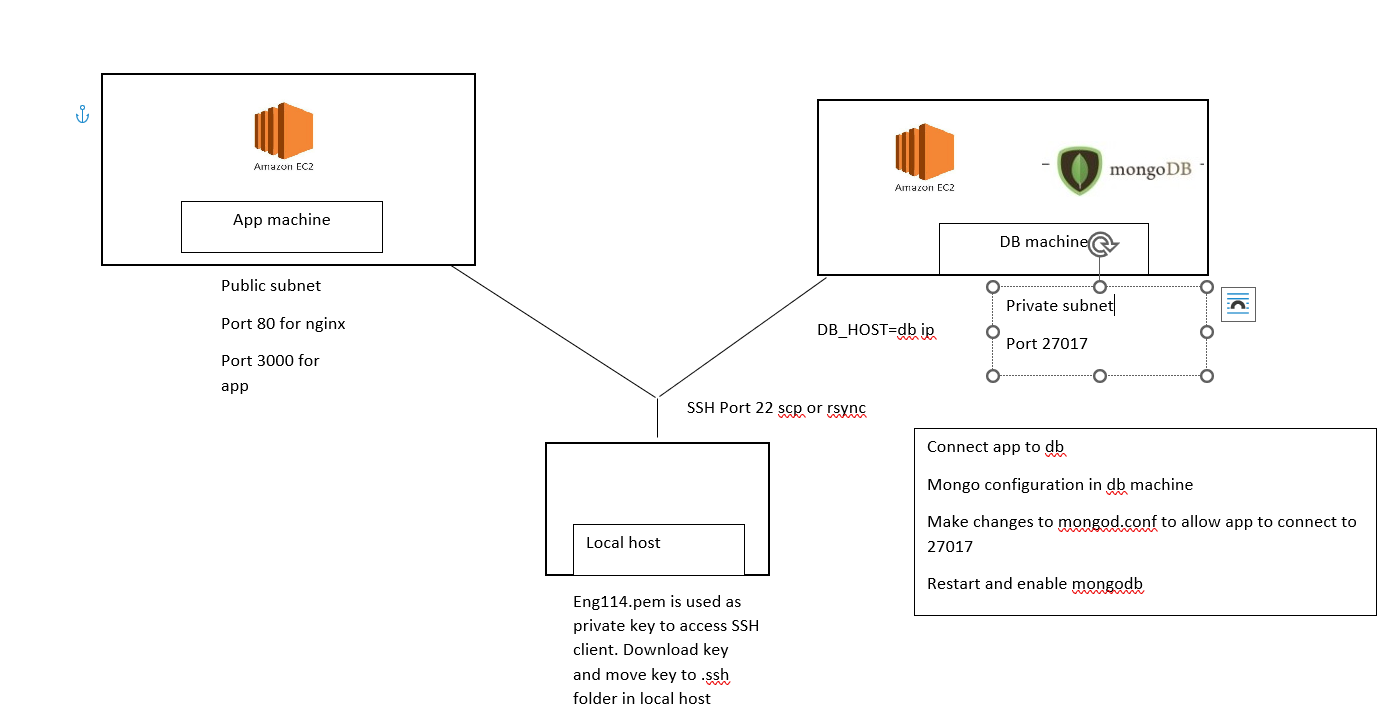 Amazon EC2
App machine
Public subnet
Port 80 for nginx
Port 3000 for
app
Amazon EC2
mongoDB
DB machine
Private subnet
Port 27017
DB_HOST=db ip
SSH Port 22 scp or rsync
Local host
Eng114.pem is used as
private key to access SSH
client. Download key
and move key to .ssh
folder in local host
Connect app to db
Mongo configuration in db machine
Make changes to mongod.conf to allow app to connect to
27017
Restart and enable mongodb